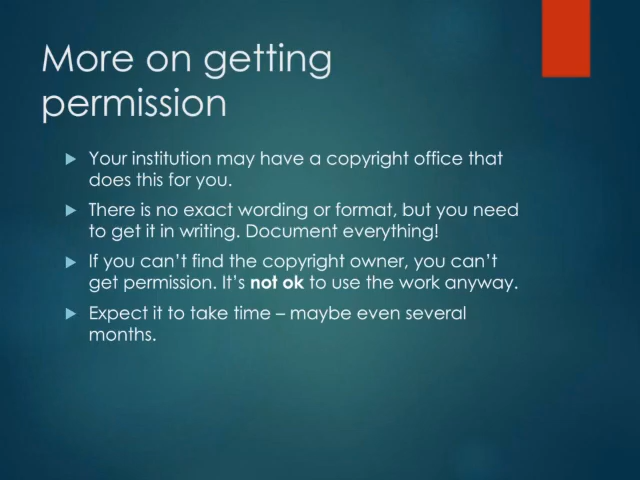 More on getting
permission
Your institution may have a copyright office that
does this for you.
There is no exact wording or format, but you need
to get it in writing. Document everything!
If you can’t find the copyright owner, you can’t
get permission. It’s not ok to use the work anyway.
Expect it to take time – maybe even several
months.